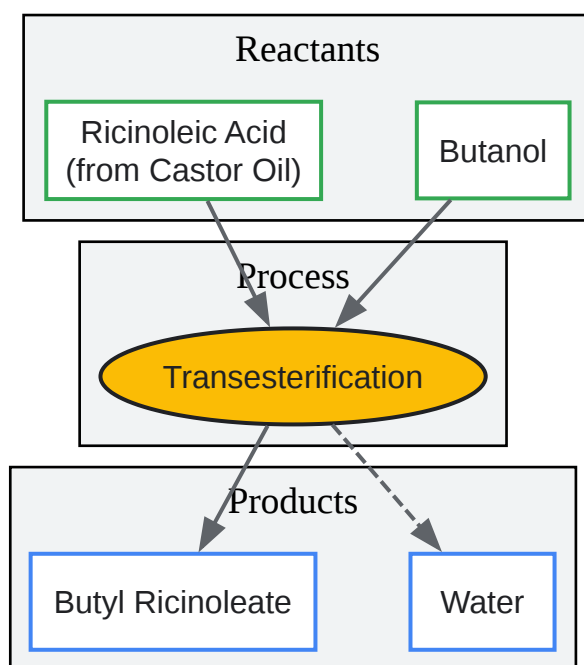 Reactants
Ricinoleic Acid
(from Castor Oil)
Butanol
Process
Transesterification
Products
Butyl Ricinoleate
Water